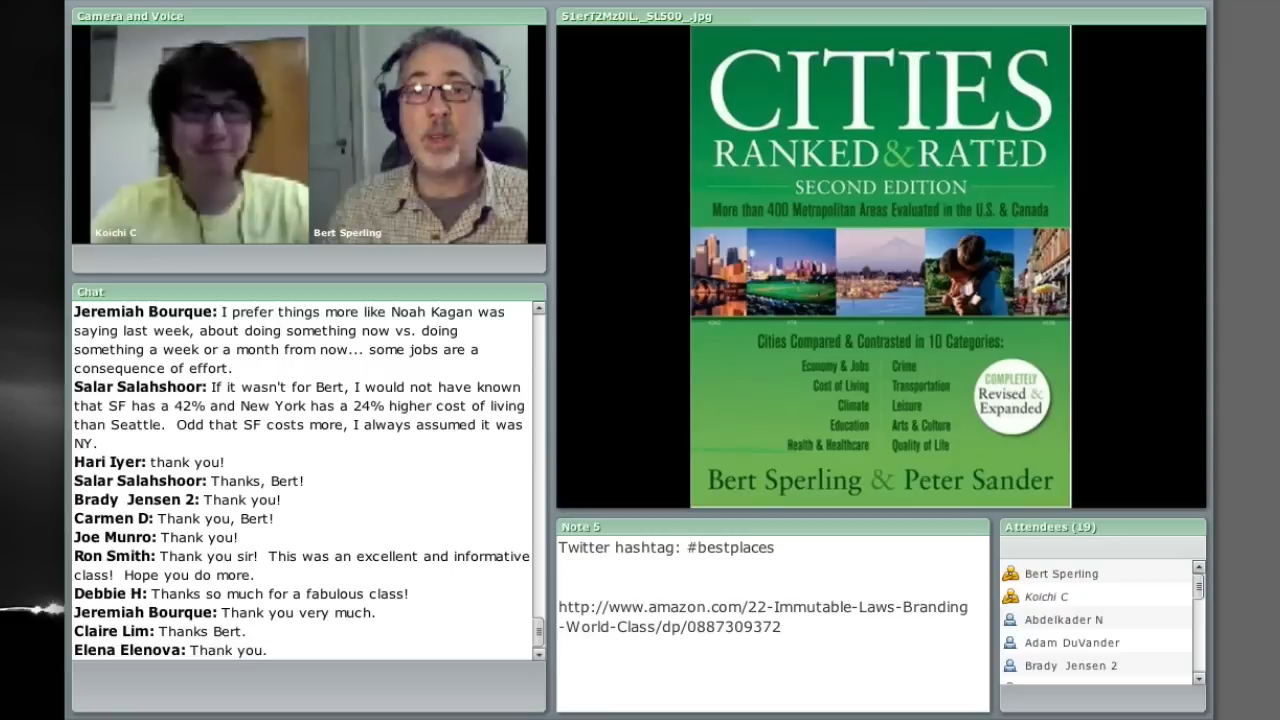 Camera and Voice
Koichi C
Bert Sperling
Chat
Jeremiah Bourque: I prefer things more like Noah Kagan was
saying last week, about doing something now vs. doing
something a week or a month from now... some jobs are a
consequence of effort.
Salar Salahshoor: If it wasn't for Bert, I would not have known
that SF has a 42% and New York has a 24% higher cost of living
than Seattle.  Odd that SF costs more, I always assumed it was
NY.
Hari Iyer: thank you!
Salar Salahshoor: Thanks, Bert!
Brady  Jensen 2: Thank you!
Carmen D: Thank you, Bert!
Joe Munro: Thank you!
Ron Smith: Thank you sir!  This was an excellent and informative
class!  Hope you do more.
Debbie H: Thanks so much for a fabulous class!
Jeremiah Bourque: Thank you very much.
Claire Lim: Thanks Bert.
Elena Elenova: Thank you.
51erT2Mz0lL._SL500_.jpg
CITIES
RANKED & RATED
SECOND EDITION
More than 400 Metropolitan Areas Evaluated in the U.S. & Canada
Cities Compared & Contrasted in 10 Categories:
Economy & Jobs
Cost of Living
Climate
Education
Health & Healthcare
Crime
Transportation
Leisure
Arts & Culture
Quality of Life
COMPLETELY
Revised &
Expanded
Bert Sperling & Peter Sander
Note 5
Twitter hashtag: #bestplaces
http://www.amazon.com/22-Immutable-Laws-Branding
-World-Class/dp/0887309372
Attendees (19)
Bert Sperling
Koichi C
Abdelkader N
Adam DuVander
Brady  Jensen 2